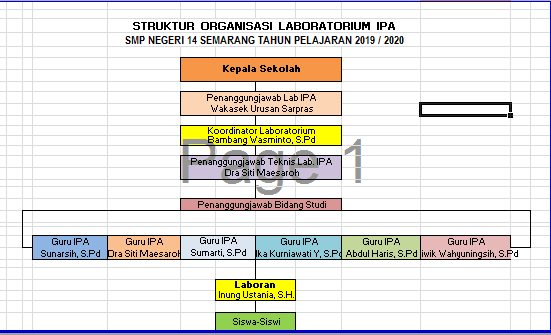 STRUKTUR ORGANISASI LABORATORIUM IPA
SMP NEGERI 14 SEMARANG TAHUN PELAJARAN 2019 / 2020
Kepala Sekolah
Penanggungjawab Lab IPA
Wakasek Urusan Sarpras
Koordinator Laboratorium
Bambang Wasminto, S.Pd
Page 1
Penanggungjawab Teknis Lab. IPA
Dra Siti Maesaroh
Penanggungjawab Bidang Studi
Guru IPA
Sunarsih, S.Pd
Guru IPA
Dra Siti Maesaroh
Guru IPA
Sumarti, S.Pd
Guru IPA
Ika Kurniawati Y, S.Pd
Guru IPA
Abdul Haris, S.Pd
Guru IPA
iwik Wahyuningsih, S.Pd
Laboran
Inung Ustania, S.H.
Siswa-Siswi